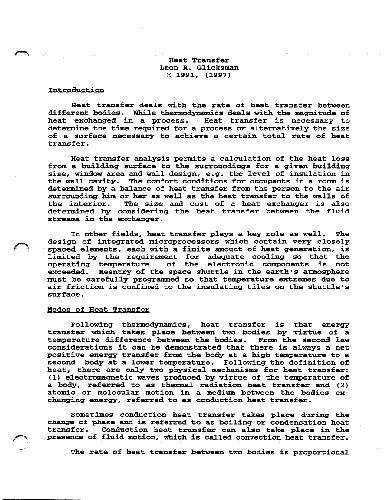 Heat Transfer
Leon R. Glicksman
© 1991, (1997)
Introduction
Heat transfer deals with the rate of heat transfer between
different bodies. While thermodynamics deals with the magnitude of
heat exchanged in a process. Heat transfer is necessary to
determine the time required for a process or alternatively the size
of a surface necessary to achieve a certain total rate of heat
transfer.
Heat transfer analysis permits a calculation of the heat loss
from a building surface to the surroundings for a given building
size, window area and wall design, e.g. the level of insulation in
the wall cavity. The comfort conditions for occupants in a room is
determined by a balance of heat transfer from the person to the air
surrounding him or her as well as the heat transfer to the walls of
the interior. The size and cost of a heat exchanger is also
determined by considering the heat transfer between the fluid
streams in the exchanger.
In other fields, heat transfer plays a key role as well. The
design of integrated microprocessors which contain very closely
spaced elements, each with a finite amount of heat generation, is
limited by the requirement for adequate cooling so that the
operating temperature of the electronic components is not
exceeded. Reentry of the space shuttle in the earth's atmosphere
must be carefully programmed so that temperature extremes due to
air friction is confined to the insulating tiles on the shuttle's
surface.
Modes of Heat Transfer
Following thermodynamics, heat transfer is that energy
transfer which takes place between two bodies by virtue of a
temperature difference between the bodies. From the second law
considerations it can be demonstrated that there is always a net
positive energy transfer from the body at a high temperature to a
second body at a lower temperature. Following the definition of
heat, there are only two physical mechanisms for heat transfer:
(1) electromagnetic waves produced by virtue of the temperature of
a body, referred to as thermal radiation heat transfer and (2)
atomic or molecular motion in a medium between the bodies ex-
changing energy, referred to as conduction heat transfer.
Sometimes conduction heat transfer takes place during the
change of phase and is referred to as boiling or condensation heat
transfer. Conduction heat transfer can also take place in the
presence of fluid motion, which is called convection heat transfer.
The rate of heat transfer between two bodies is proportional